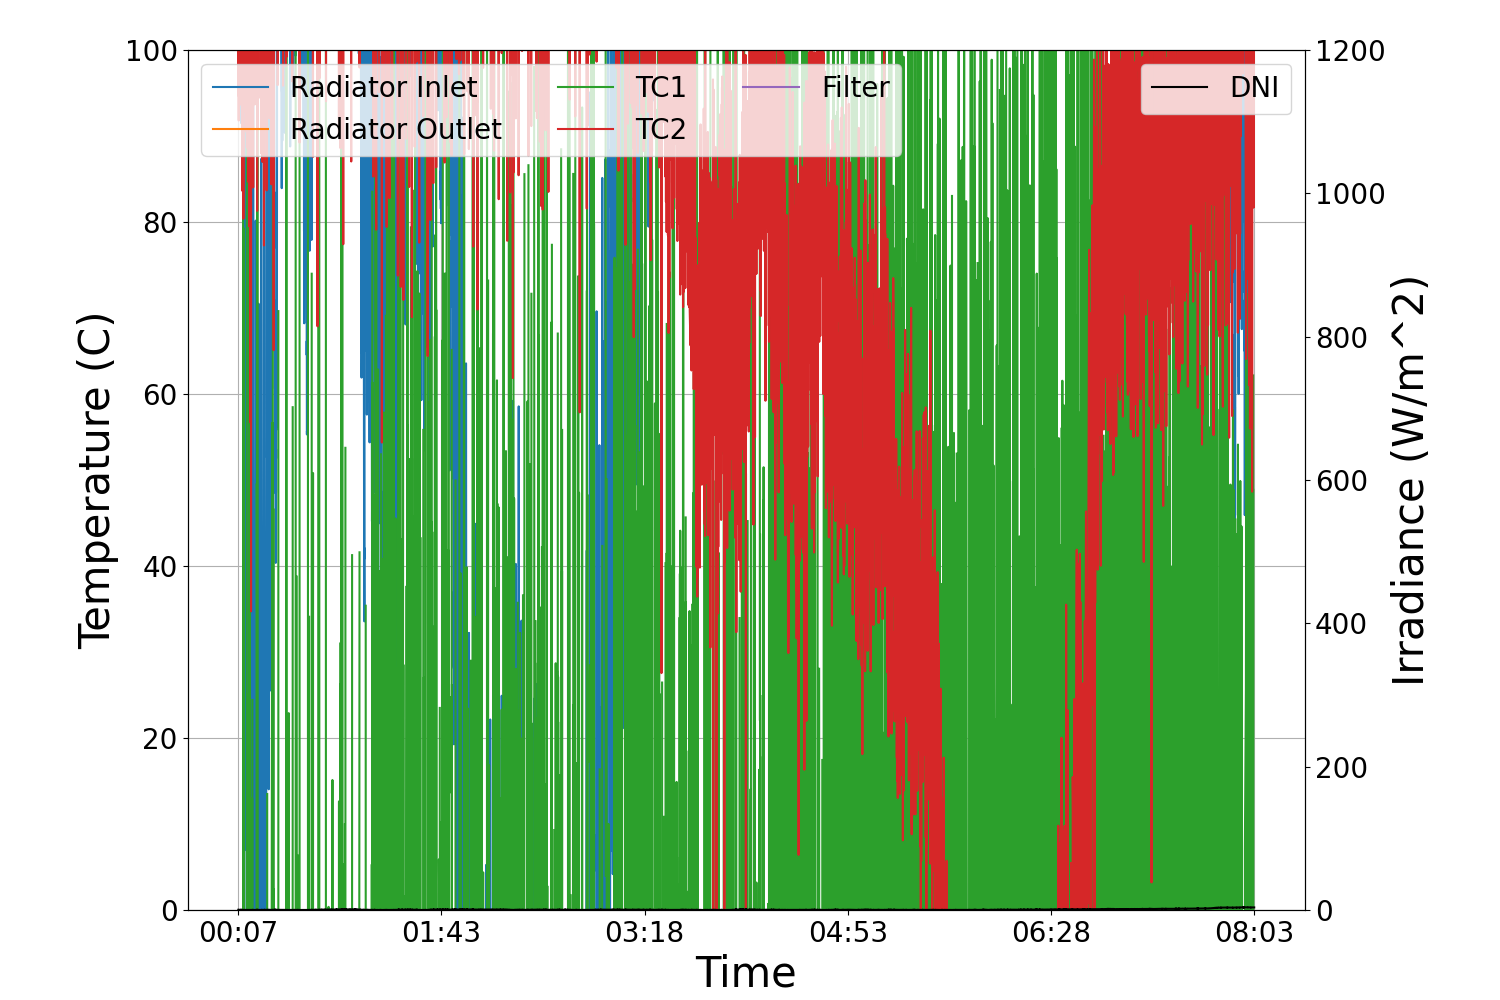 100
80
60
40
20
0
Temperature (C)
Radiator Inlet
Radiator Outlet
TC1
TC2
Filter
DNI
1200
1000
800
600
400
200
0
Irradiance (W/m^2)
00:07 01:43 03:18 04:53 06:28 08:03
Time